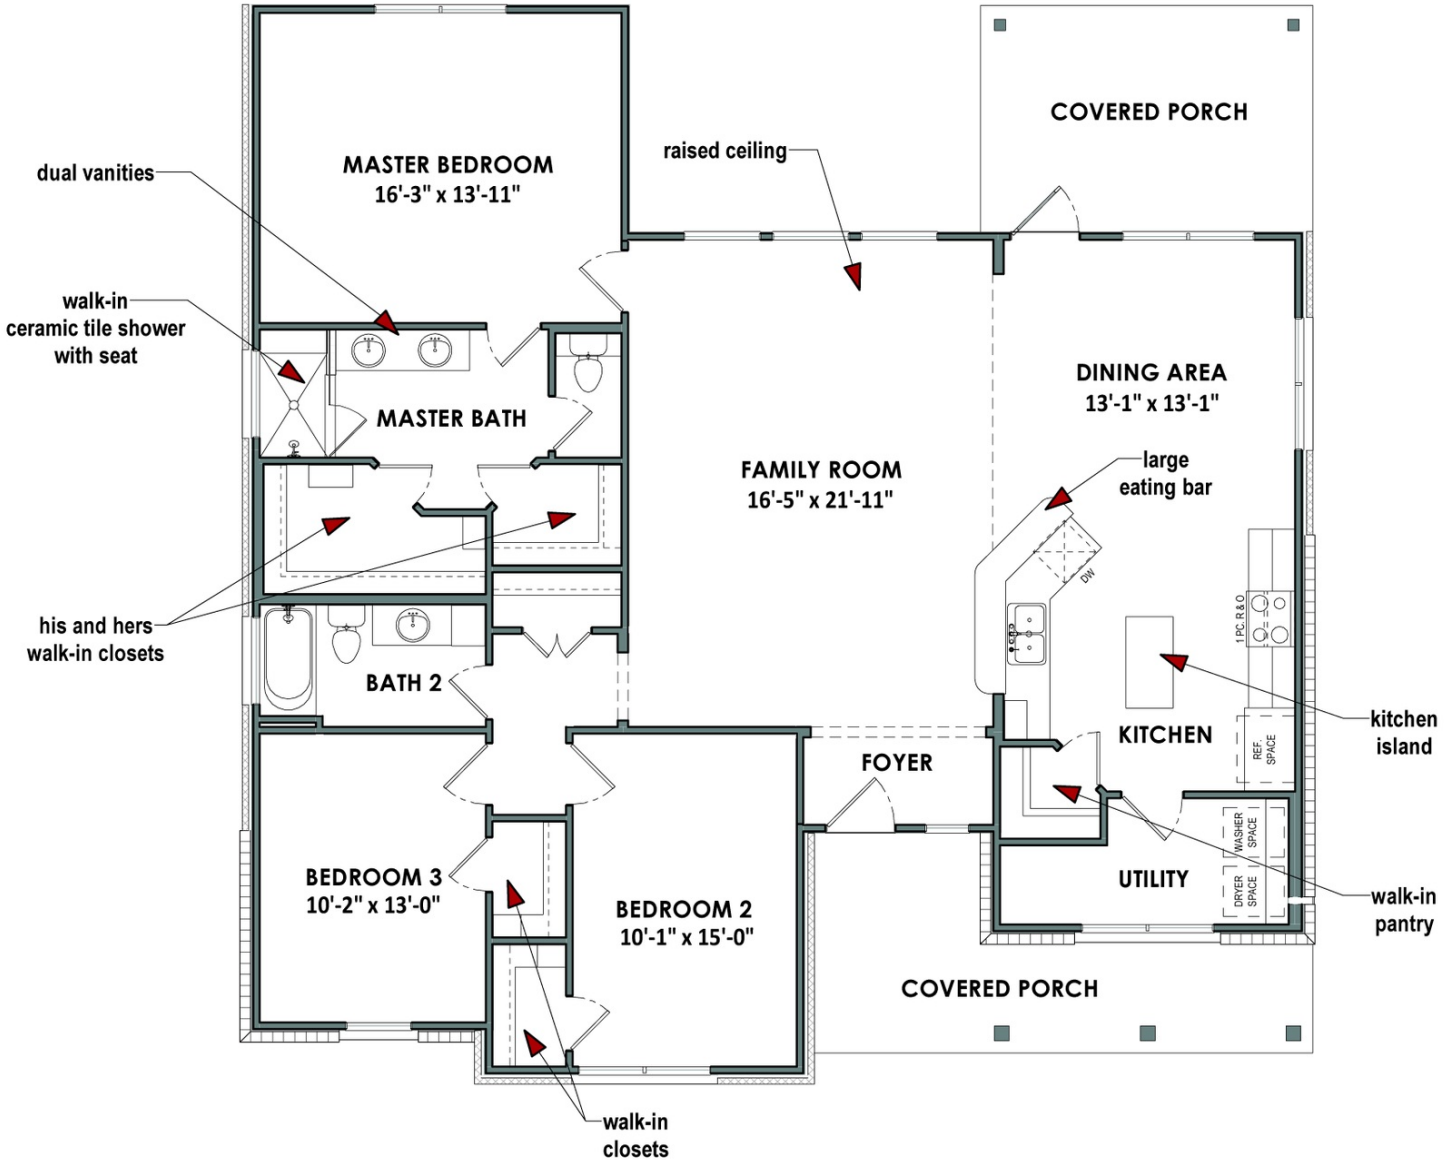 COVERED PORCH
raised ceiling
MASTER BEDROOM
16'-3" x 13'-11"
dual vanities
walk-in
ceramic tile shower
with seat
DINING AREA
13'-1" x 13'-1"
MASTER BATH
FAMILY ROOM
16'-5" x 21'-11"
large
eating bar
DW
1 PC. R & O
his and hers
walk-in closets
BATH 2
kitchen
island
KITCHEN
REF.
SPACE
FOYER
WASHER
SPACE
BEDROOM 3
10'-2" x 13'-0"
UTILITY
DRYER
SPACE
walk-in
pantry
BEDROOM 2
10'-1" x 15'-0"
COVERED PORCH
walk-in
closets